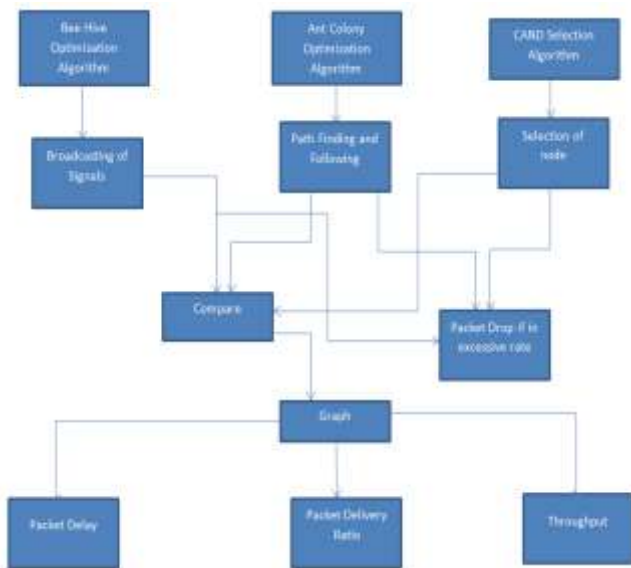 Bee Hive
Optimization
Algorithm
Ant Colony
Optimization
Algorithm
CAND Selection
Algorithm
Broadcasting of
Signals
Path Finding and
Following
Selection of
node
Compare
Packet Drop if in
excessive rate
Graph
Packet Delay
Packet Delivery
Ratio
Throughput